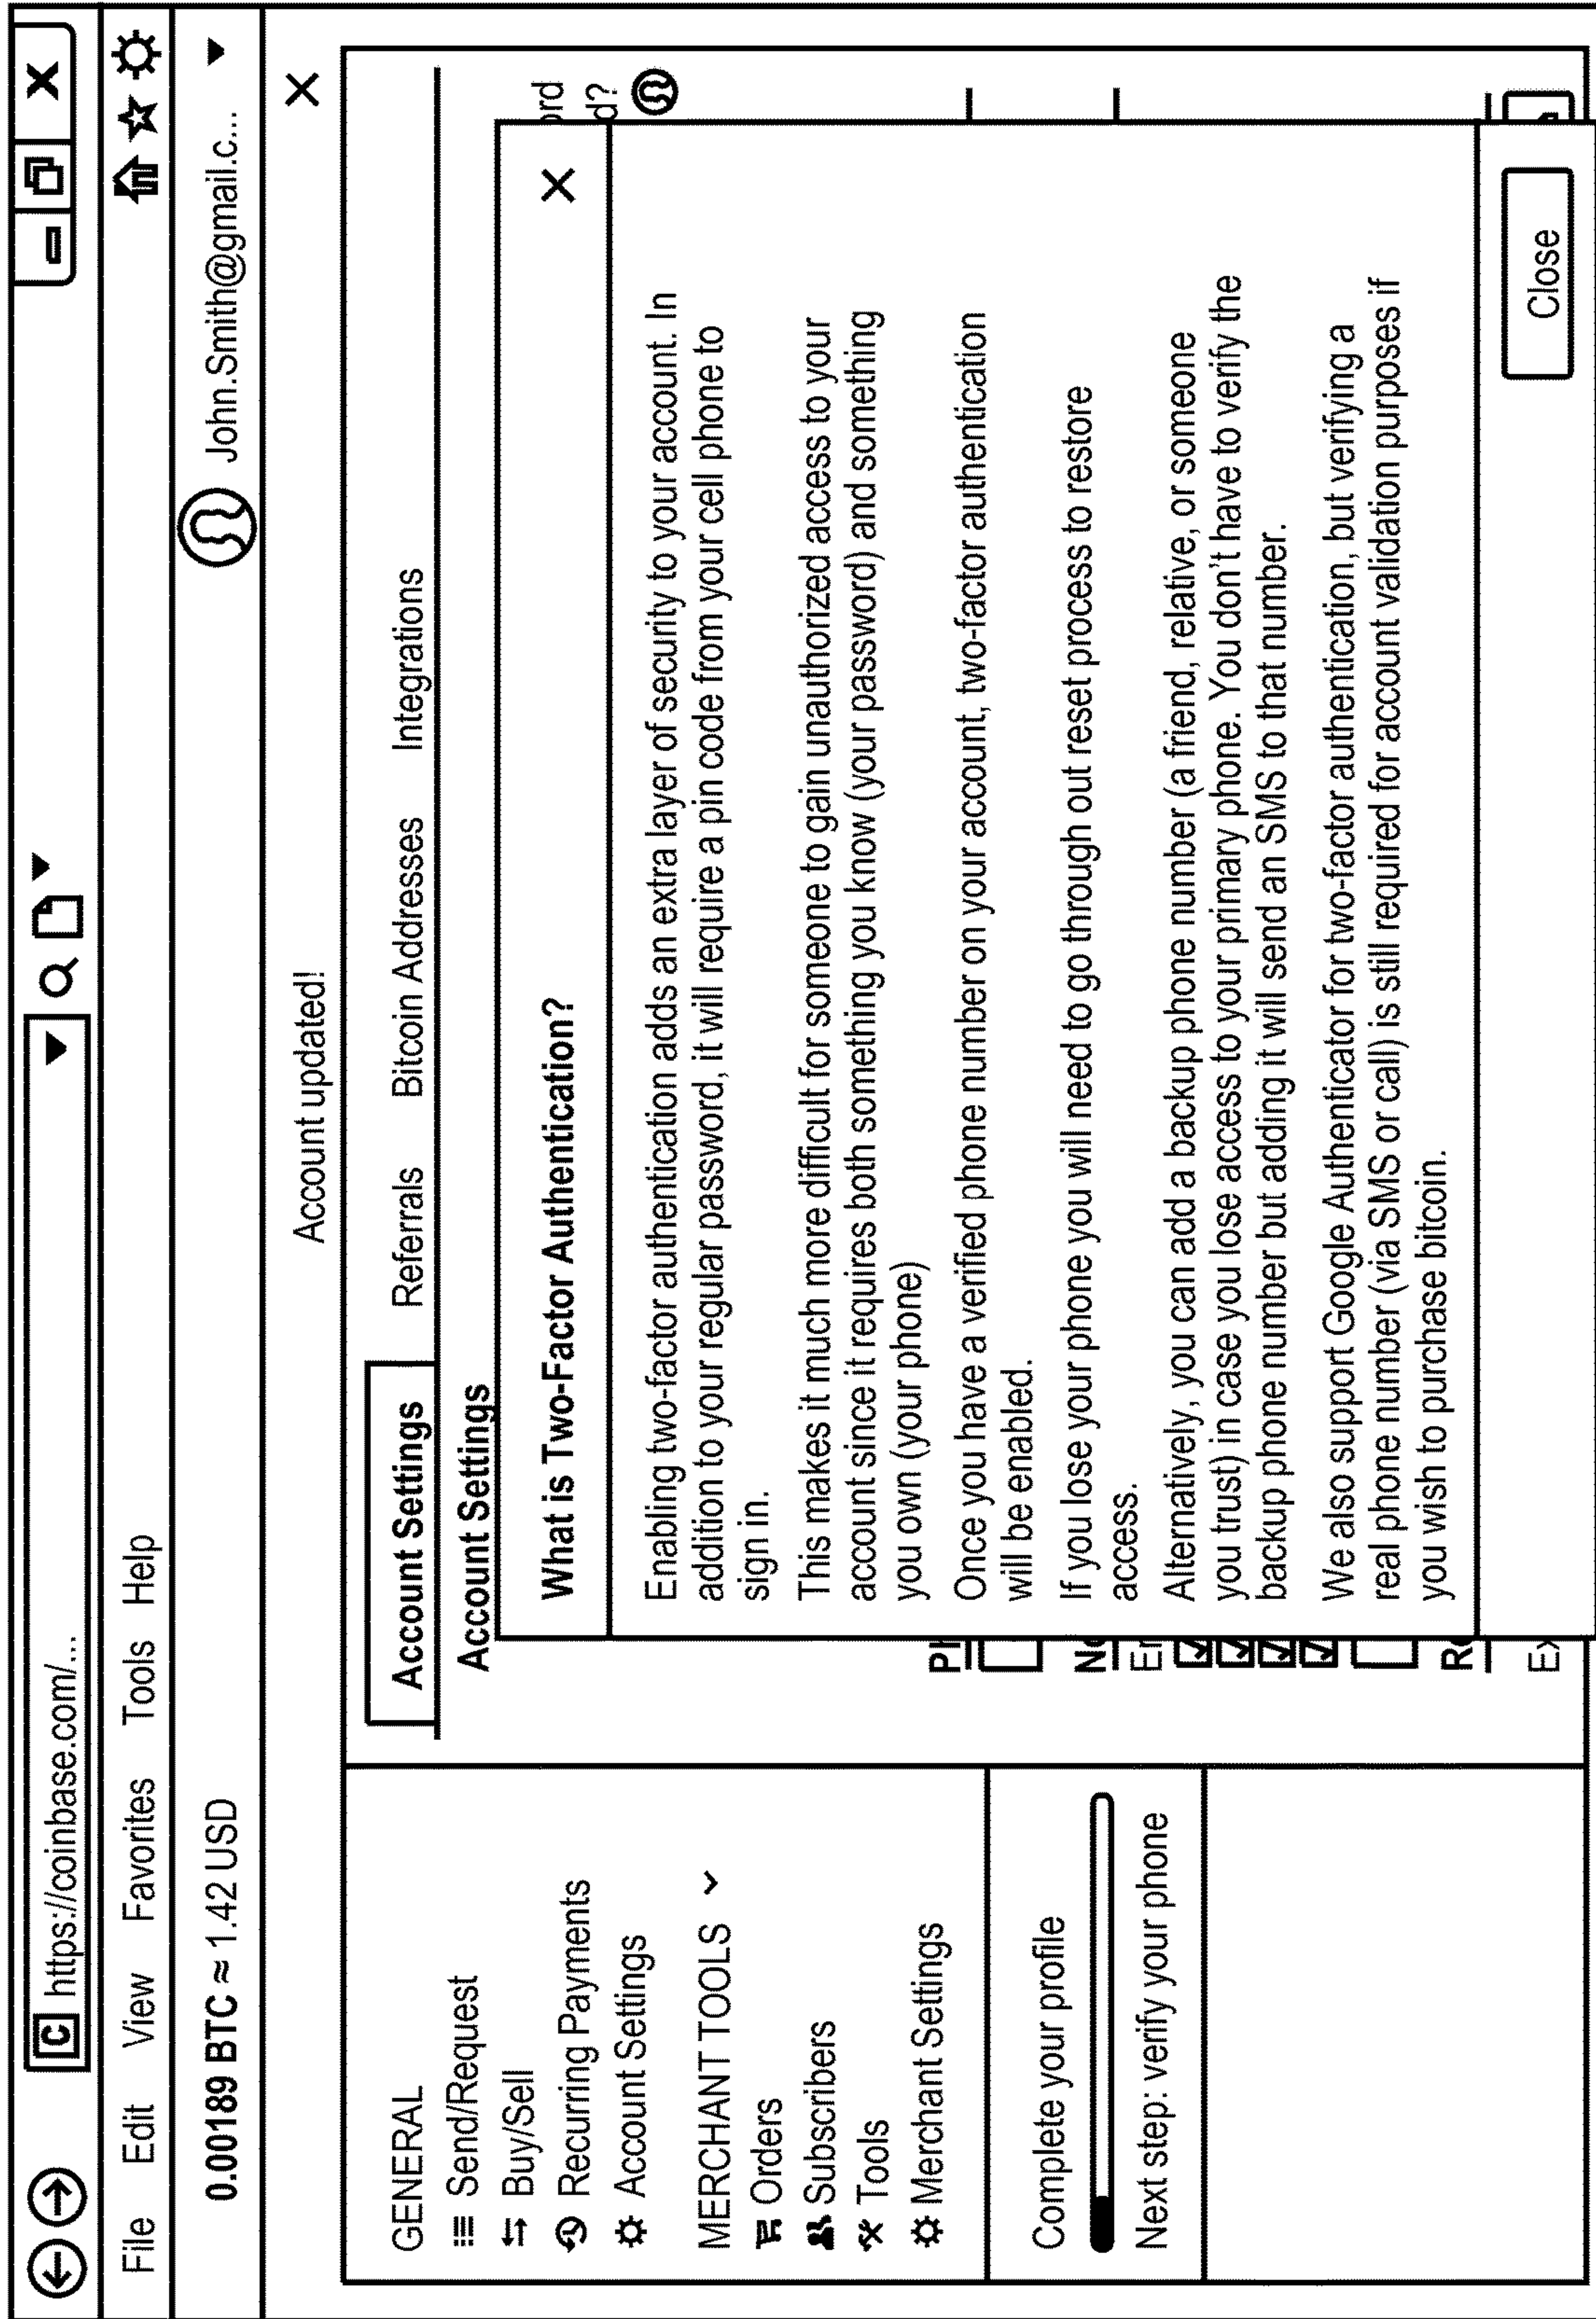 C https://coinbase.com/...
File Edit View Favorites Tools Help
0.00189 BTC ≈ 1.42 USD
John.Smith@gmail.c...
Account updated!
GENERAL
Send/Request
Buy/Sell
Recurring Payments
Account Settings
MERCHANT TOOLS
Orders
Subscribers
Tools
Merchant Settings
Complete your profile
Next step: verify your phone
Account Settings Referrals Bitcoin Addresses Integrations
Account Settings
What is Two-Factor Authentication?
Enabling two-factor authentication adds an extra layer of security to your account. In
addition to your regular password, it will require a pin code from your cell phone to
sign in.
This makes it much more difficult for someone to gain unauthorized access to your
account since it requires both something you know (your password) and something
you own (your phone)
Once you have a verified phone number on your account, two-factor authentication
will be enabled.
If you lose your phone you will need to go through out reset process to restore
access.
Alternatively, you can add a backup phone number (a friend, relative, or someone
you trust) in case you lose access to your primary phone. You don't have to verify the
backup phone number but adding it will send an SMS to that number.
We also support Google Authenticator for two-factor authentication, but verifying a
real phone number (via SMS or call) is still required for account validation purposes if
you wish to purchase bitcoin.
Close